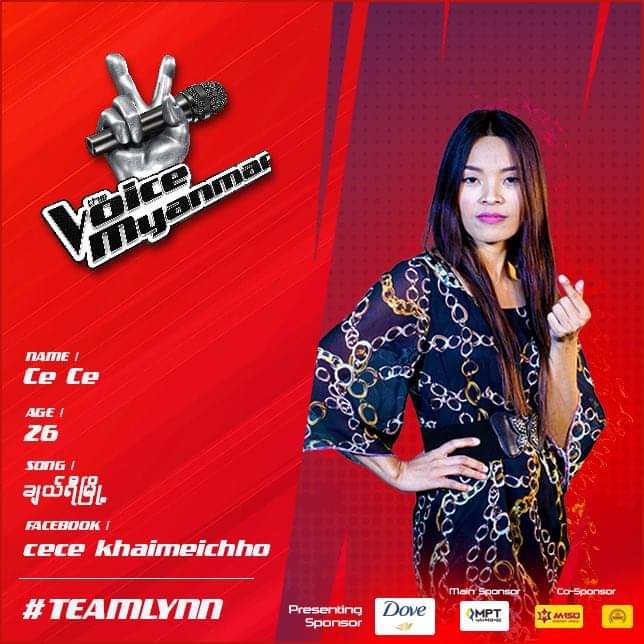 The
Voice
Myanmar
NAME |
Ce Ce
AGE |
26
SONG |
ချယ်ရီမြို့
FACEBOOK |
cece khaimeichho
#TEAMLYNN
Presenting
Sponsor
Dove
Main Sponsor
MPT
Co-Sponsor
M-150